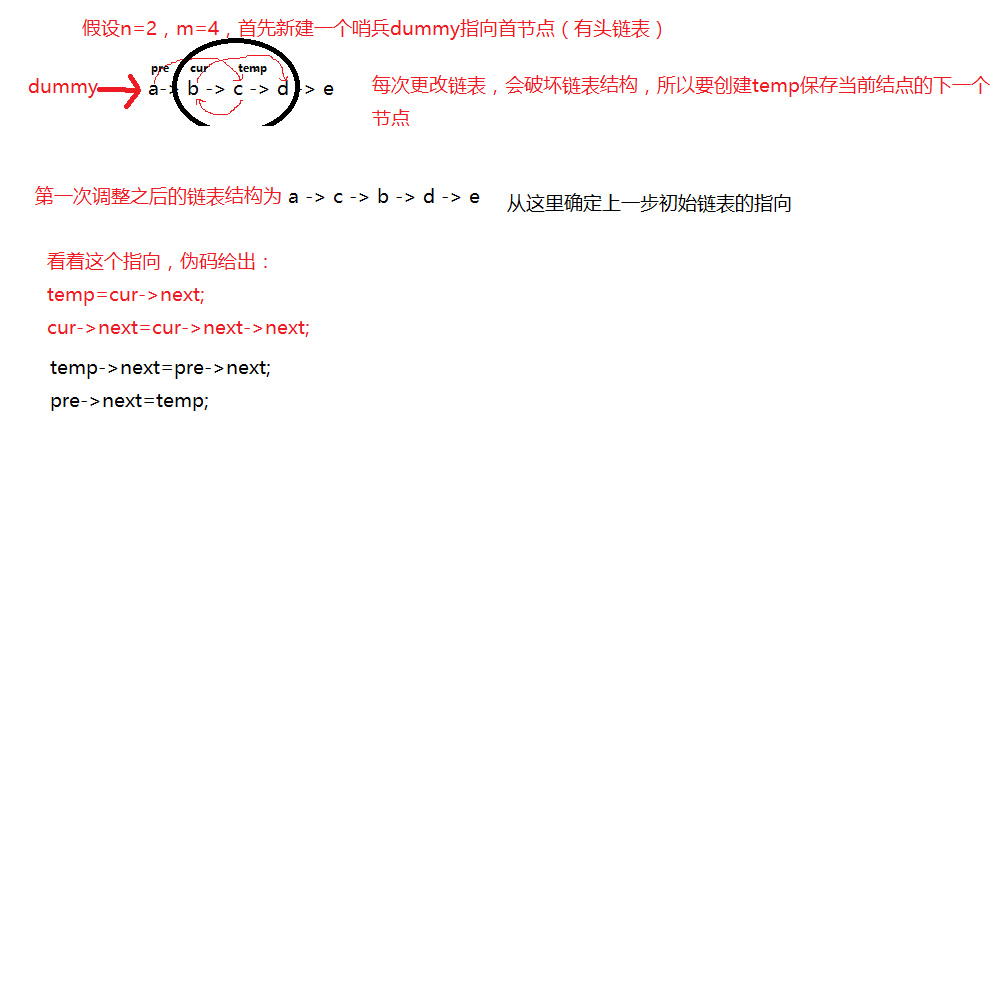 假设n=2，m=4，首先新建一个哨兵dummy指向首节点（有头链表）
pre cur temp
dummy a-> b -> c -> d -> e
每次更改链表，会破坏链表结构，所以要创建temp保存当前结点的下一个
节点
第一次调整之后的链表结构为 a -> c -> b -> d -> e 从这里确定上一步初始链表的指向
看着这个指向，伪码给出：
temp=cur->next;
cur->next=cur->next->next;
temp->next=pre->next;
pre->next=temp;